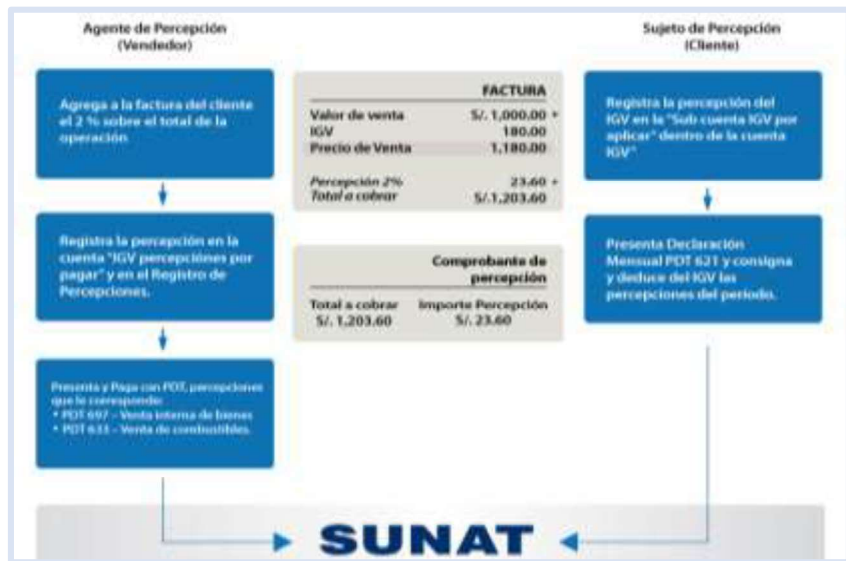 Agente de Percepción
(Vendedor)
Agrega a la factura del cliente
el 2 % sobre el total de la
operación
Registra la percepción en la
cuenta "IGV percepciónes por
pagar" y en el Registro de
Percepciones.
Presenta y Paga con PDT, percepciones
que le corresponde:
• PDT 697 – Venta interna de bienes
• PDT 633 – Venta de combustibles.
FACTURA
Valor de venta S/. 1,000.00 +
IGV 180.00
Precio de Venta 1,180.00
Percepción 2% 23.60 +
Total a cobrar S/.1,203.60
Comprobante de
percepción
Total a cobrar Importe Percepción
S/. 1,203.60 S/. 23.60
Sujeto de Percepción
(Cliente)
Registra la percepción del
IGV en la "Sub cuenta IGV por
aplicar" dentro de la cuenta
IGV"
Presenta Declaración
Mensual PDT 621 y consigna
y deduce del IGV las
percepciones del período.
SUNAT